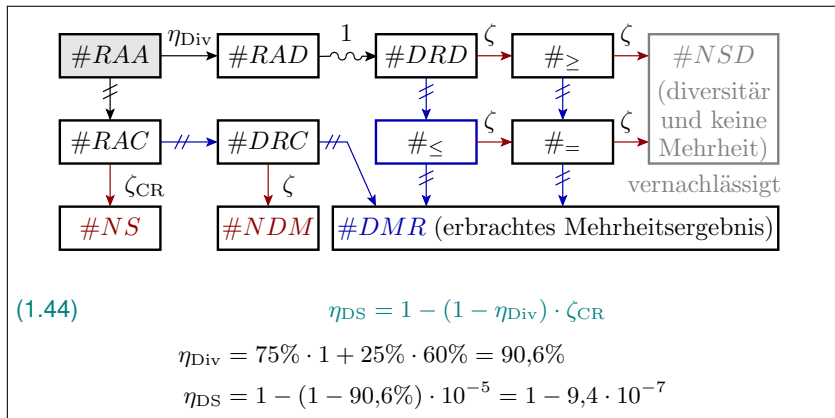 η_Div 1 ζ ζ
#RAA #RAD #DRD #≥ #NSD
(diversitär
und keine
Mehrheit)
ζ ζ
#RAC #DRC #≤ #=
ζ_CR ζ vernachlässigt
#NS #NDM #DMR (erbrachtes Mehrheitsergebnis)
(1.44) η_DS = 1 − (1 − η_Div) · ζ_CR
η_Div = 75% · 1 + 25% · 60% = 90,6%
η_DS = 1 − (1 − 90,6%) · 10^−5 = 1 − 9,4 · 10^−7